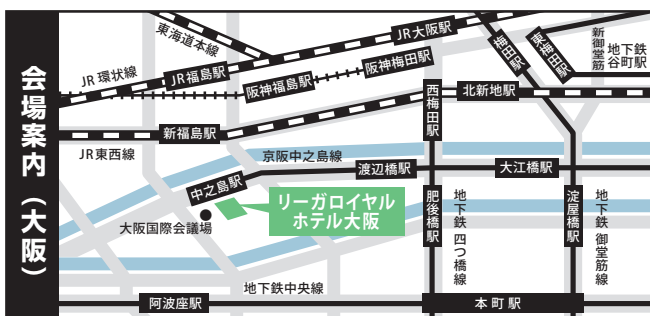 会場案内（大阪）
東海道本線
JR大阪駅
梅田駅
東梅田駅
新御堂筋
地下鉄
谷町駅
JR環状線
JR福島駅
阪神福島駅
阪神梅田駅
西梅田駅
北新地駅
新福島駅
JR東西線
京阪中之島線
渡辺橋駅
大江橋駅
中之島駅
リーガロイヤル
ホテル大阪
大阪国際会議場
肥後橋駅
地下鉄 四つ橋線
淀屋橋駅
地下鉄 御堂筋線
地下鉄中央線
阿波座駅
本町駅